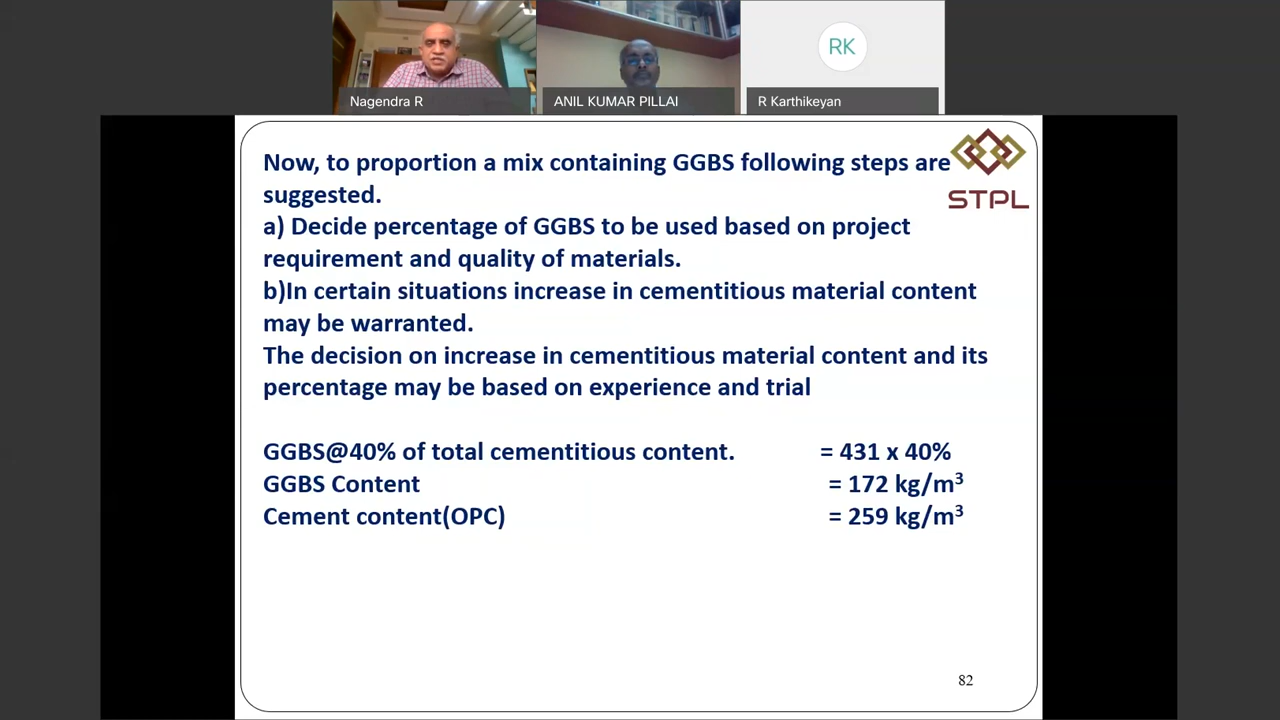 RK
Nagendra R
ANIL KUMAR PILLAI
R Karthikeyan
Now, to proportion a mix containing GGBS following steps are
suggested.
STPL
a) Decide percentage of GGBS to be used based on project
requirement and quality of materials.
b)In certain situations increase in cementitious material content
may be warranted.
The decision on increase in cementitious material content and its
percentage may be based on experience and trial
GGBS@40% of total cementitious content. = 431 x 40%
GGBS Content = 172 kg/m³
Cement content(OPC) = 259 kg/m³
82